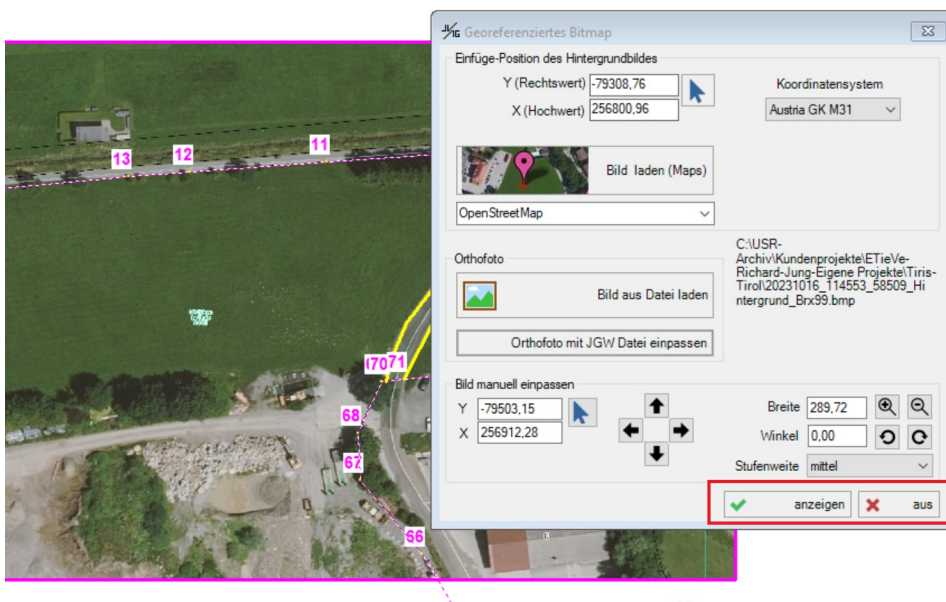 Georeferenziertes Bitmap
Einfüge-Position des Hintergrundbildes
Y (Rechtswert) -79308,76
X (Hochwert) 256800,96
Koordinatensystem
Austria GK M31
Bild laden (Maps)
OpenStreetMap
Orthofoto
Bild aus Datei laden
Orthofoto mit JGW Datei einpassen
C:\USR-
Archiv\Kundenprojekte\ETieVe-
Richard-Jung-Eigene Projekte\Tiris-
Tirol\20231016_114553_58509_Hi
ntergrund_Brx99.bmp
Bild manuell einpassen
Y -79503,15
X 256912,28
Breite 289,72
Winkel 0,00
Stufenweite mittel
anzeigen
aus
13
12
11
71
68
67
66